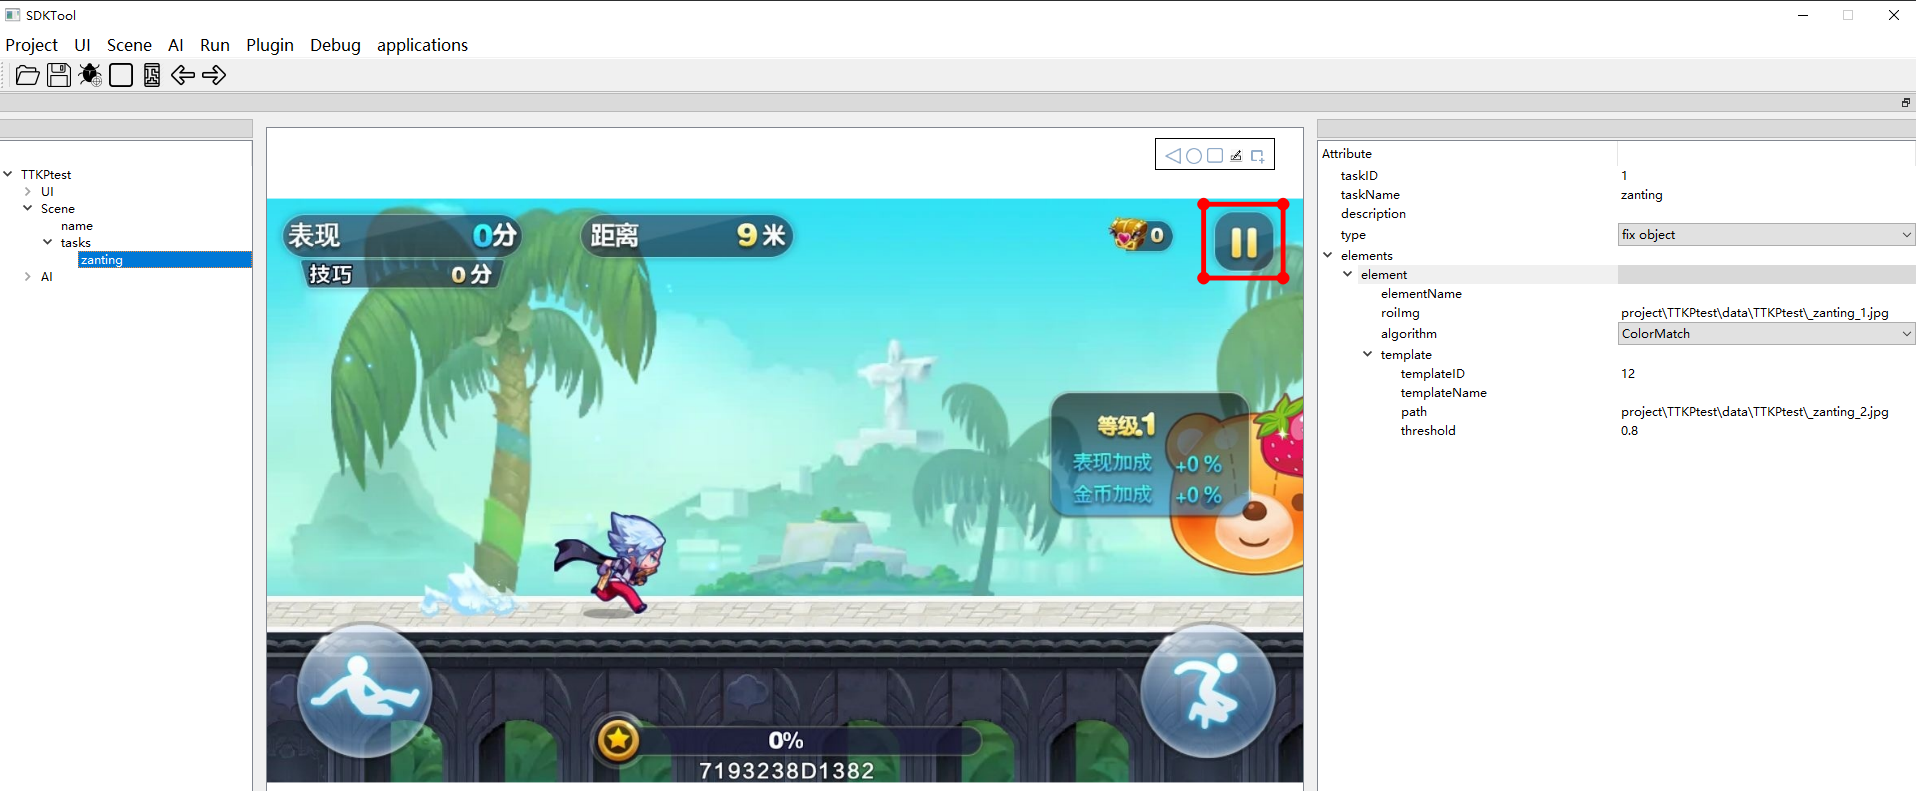 SDKTool
Project UI Scene AI Run Plugin Debug applications
TTKPtest
UI
Scene
name
tasks
zanting
AI
表现 0分
技巧 0分
距离 9米
0
等级.1
表现加成 +0%
金币加成 +0%
0%
7193238D1382
Attribute
taskID 1
taskName zanting
description
type fix object
elements
element
elementName
roiImg project\TTKPtest\data\TTKPtest\_zanting_1.jpg
algorithm ColorMatch
template
templateID 12
templateName
path project\TTKPtest\data\TTKPtest\_zanting_2.jpg
threshold 0.8